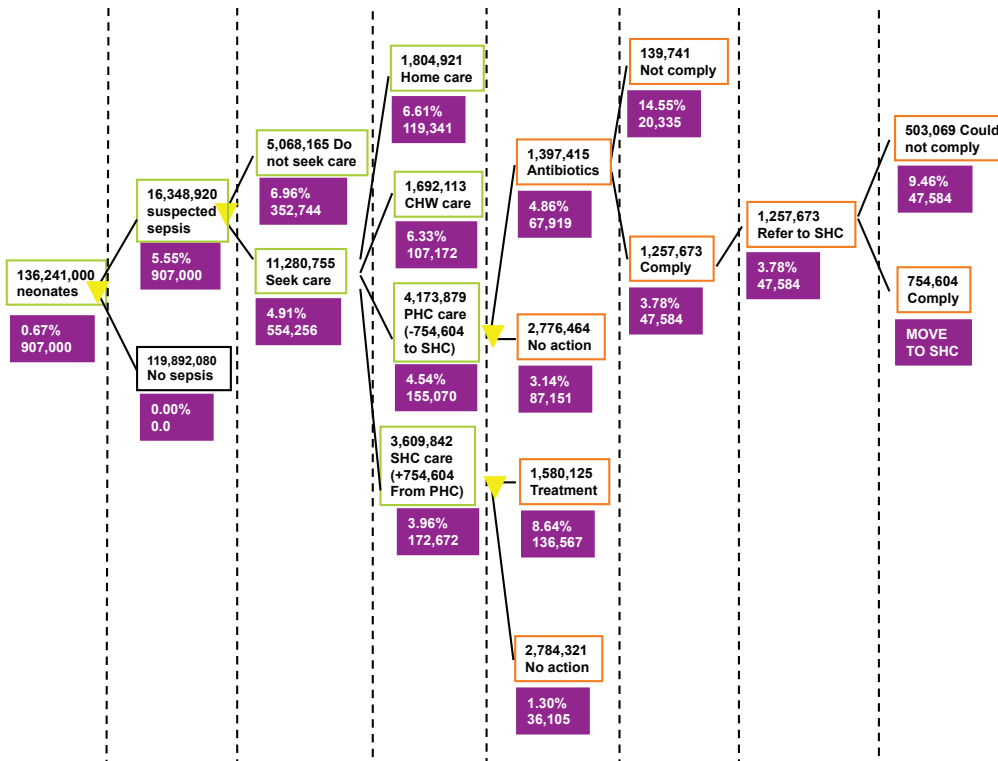 136,241,000
neonates
0.67%
907,000
16,348,920
suspected
sepsis
5.55%
907,000
119,892,080
No sepsis
0.00%
0.0
5,068,165 Do
not seek care
6.96%
352,744
11,280,755
Seek care
4.91%
554,256
1,804,921
Home care
6.61%
119,341
1,692,113
CHW care
6.33%
107,172
4,173,879
PHC care
(-754,604
to SHC)
4.54%
155,070
3,609,842
SHC care
(+754,604
From PHC)
3.96%
172,672
1,397,415
Antibiotics
4.86%
67,919
2,776,464
No action
3.14%
87,151
1,580,125
Treatment
8.64%
136,567
2,784,321
No action
1.30%
36,105
139,741
Not comply
14.55%
20,335
1,257,673
Comply
3.78%
47,584
1,257,673
Refer to SHC
3.78%
47,584
503,069 Could
not comply
9.46%
47,584
754,604
Comply
MOVE
TO SHC